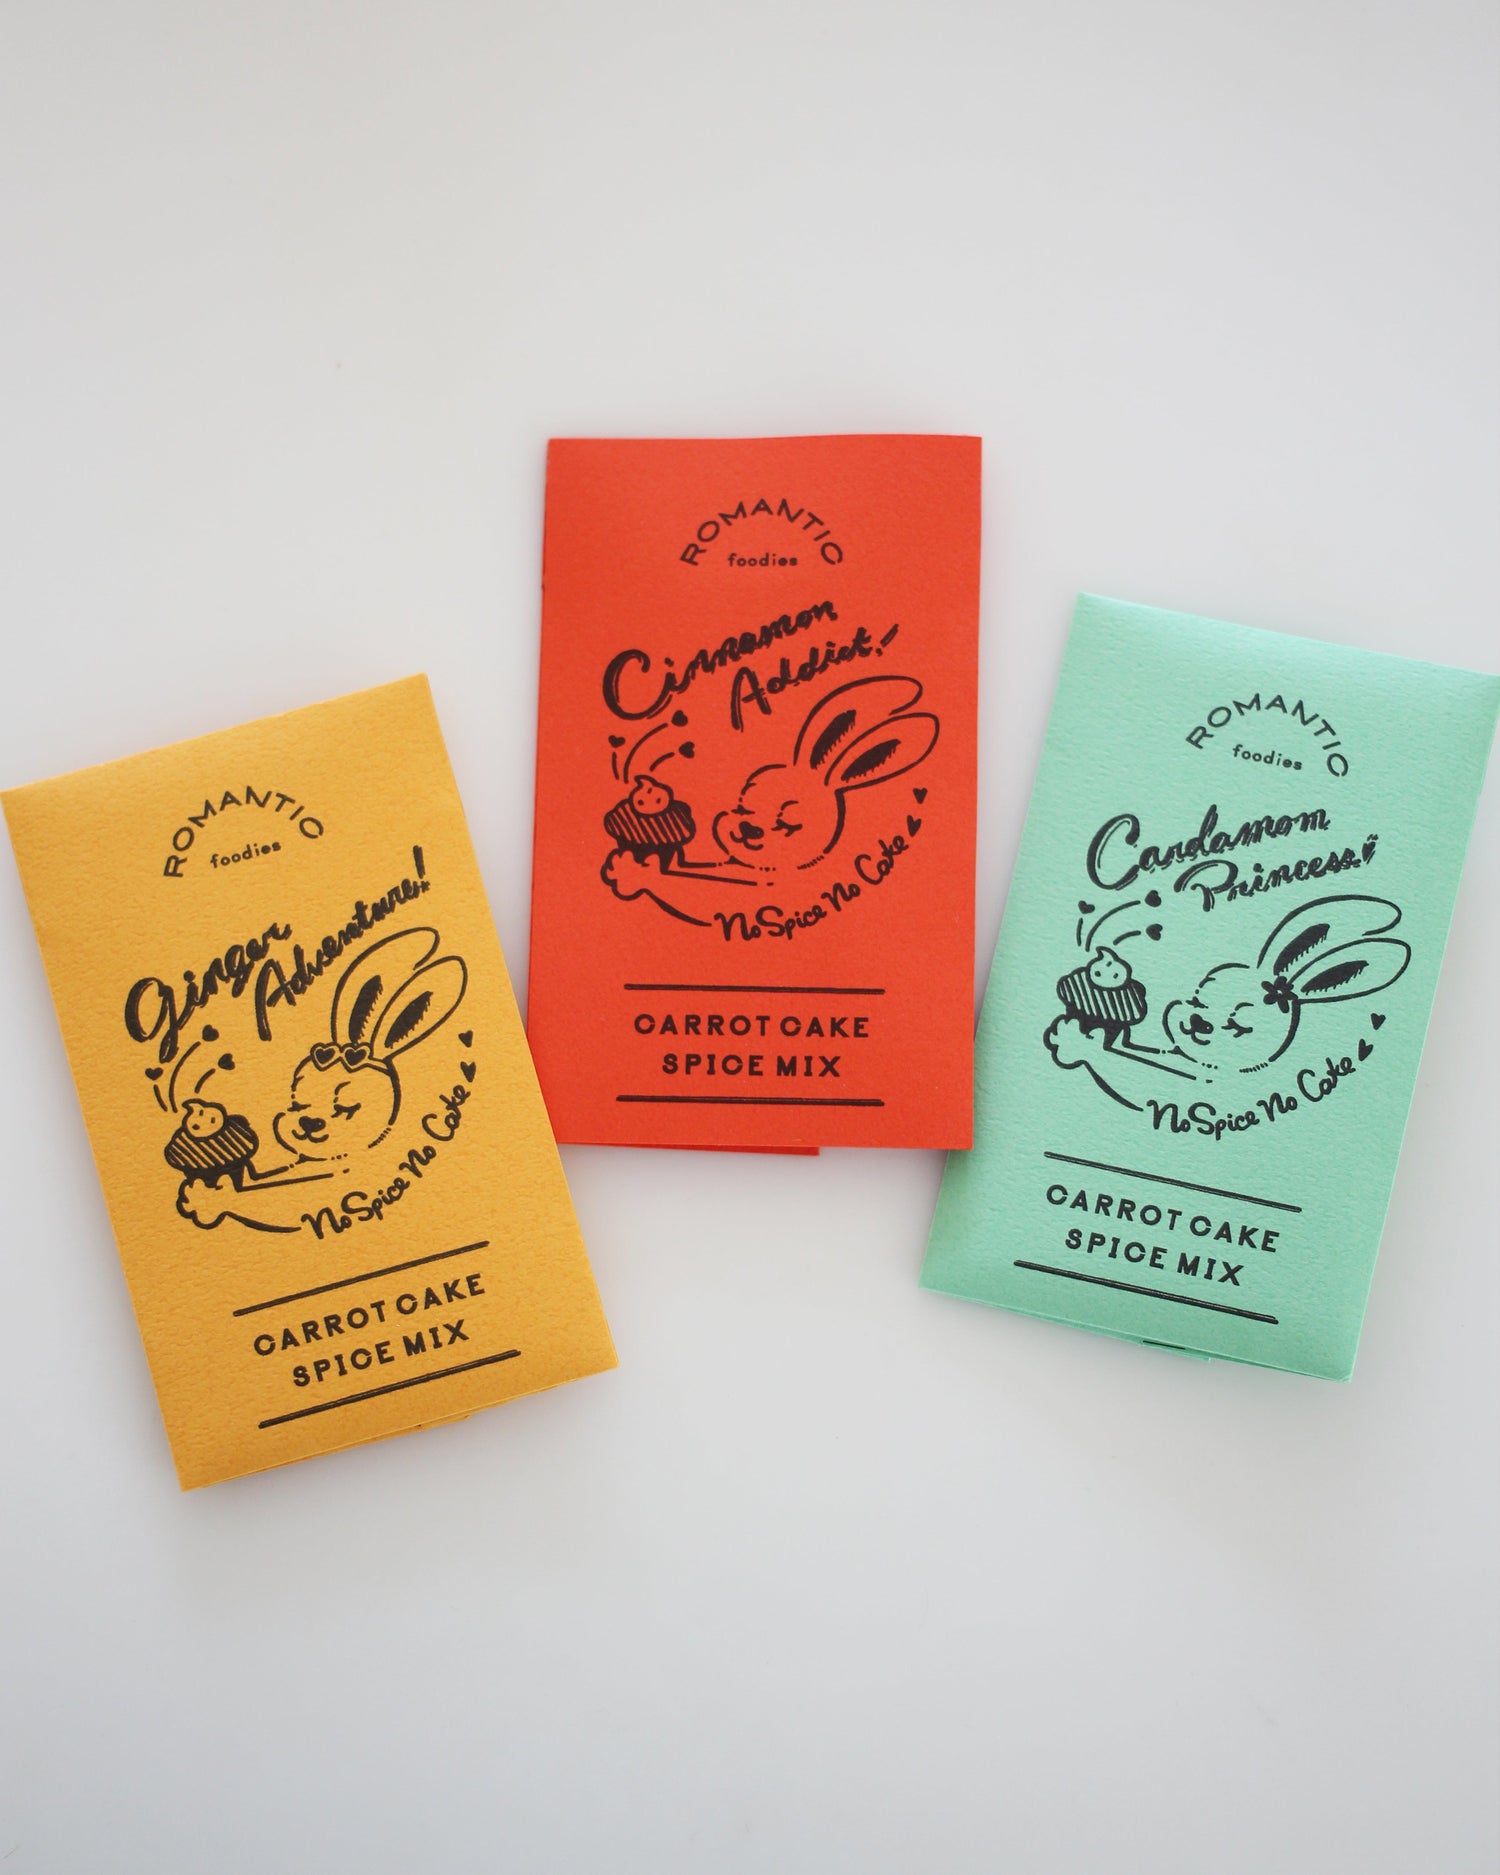 ROMANTIC
foodies
Ginger
Adventure!
No Spice No Cake
CARROT CAKE
SPICE MIX
ROMANTIC
foodies
Cinnamon
Addict!
No Spice No Cake
CARROT CAKE
SPICE MIX
ROMANTIC
foodies
Cardamom
Princess
No Spice No Cake
CARROT CAKE
SPICE MIX